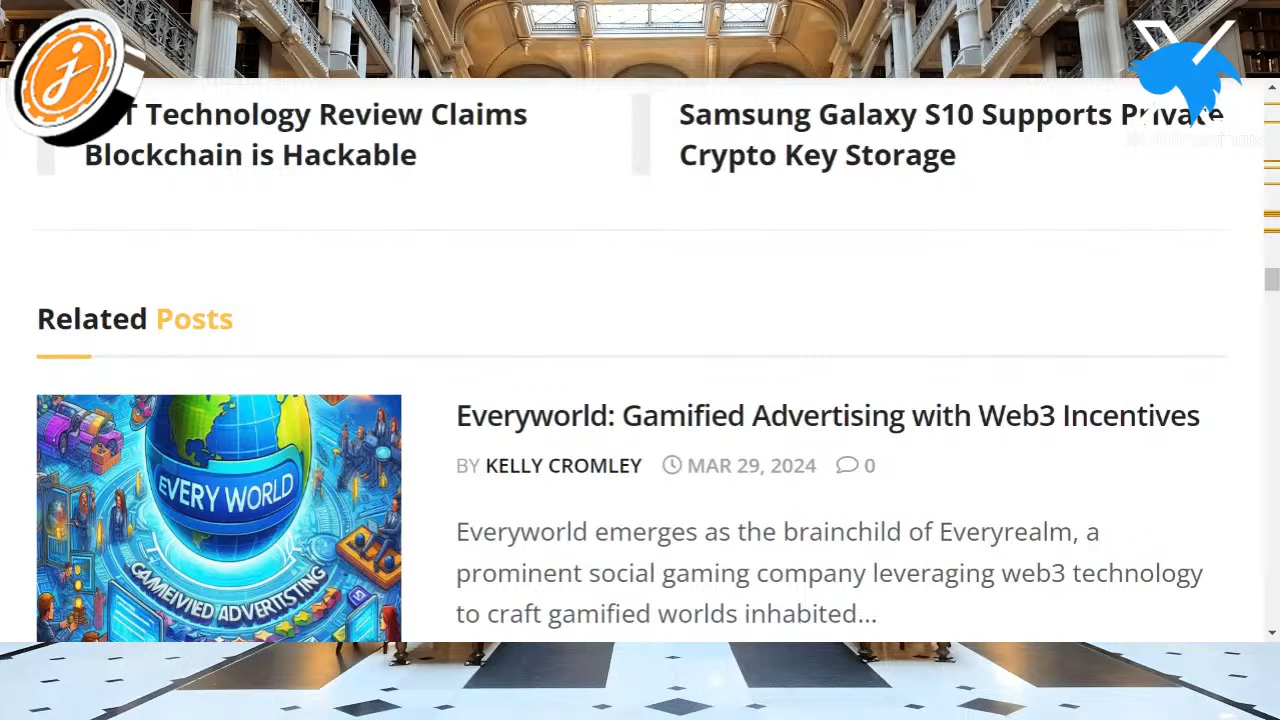 T Technology Review Claims
Blockchain is Hackable
Samsung Galaxy S10 Supports Private
Crypto Key Storage
Related Posts
EVERY WORLD
GAMEIVIED ADVERTISTING
Everyworld: Gamified Advertising with Web3 Incentives
BY KELLY CROMLEY MAR 29, 2024 0
Everyworld emerges as the brainchild of Everyrealm, a
prominent social gaming company leveraging web3 technology
to craft gamified worlds inhabited...